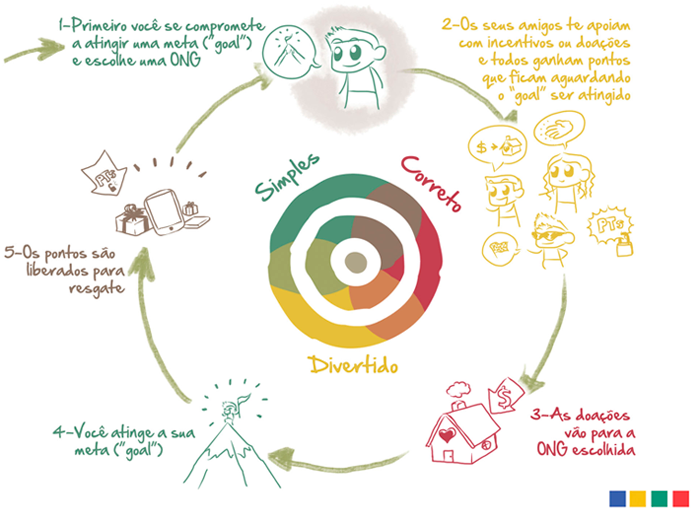 1-Primeiro você se compromete
a atingir uma meta ("goal")
e escolhe uma ONG
2-Os seus amigos te apoiam
com incentivos ou doações
e todos ganham pontos
que ficam aguardando
o "goal" ser atingido
$
PTs
PTs
Simples
Correto
Divertido
5-Os pontos são
liberados para
resgate
PTs
$
3-As doações
vão para a
ONG escolhida
4-Você atinge a sua
meta ("goal")